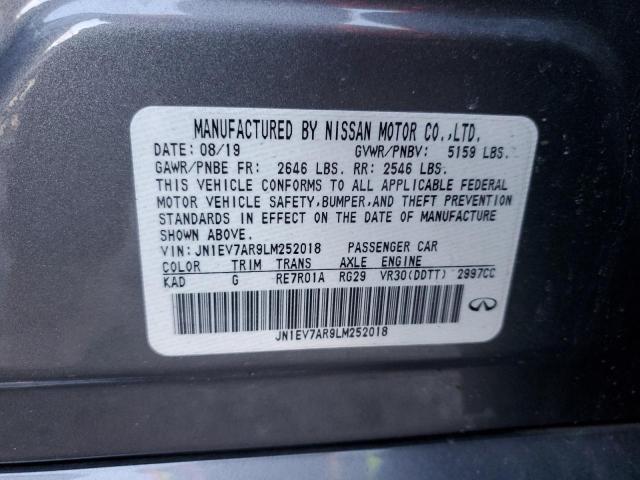 MANUFACTURED BY NISSAN MOTOR CO.,LTD.
DATE: 08/19 GVWR/PNBV: 5159 LBS.
GAWR/PNBE FR: 2646 LBS. RR: 2546 LBS.
THIS VEHICLE CONFORMS TO ALL APPLICABLE FEDERAL
MOTOR VEHICLE SAFETY,BUMPER,AND THEFT PREVENTION
STANDARDS IN EFFECT ON THE DATE OF MANUFACTURE
SHOWN ABOVE.
VIN: JN1EV7AR9LM252018 PASSENGER CAR
COLOR TRIM TRANS AXLE ENGINE
KAD G RE7R01A RG29 VR30(DDTT) 2997CC
JN1EV7AR9LM252018